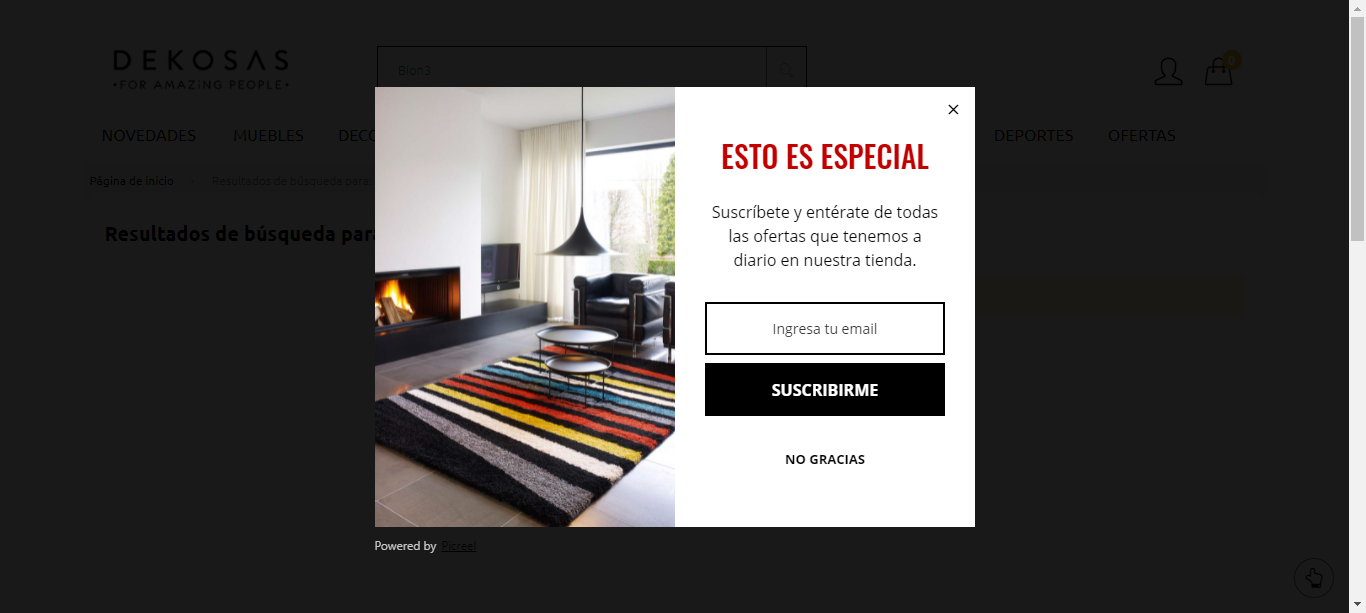 DEKOSAS
•FOR AMAZING PEOPLE•
Bion3
0
NOVEDADES MUEBLES DECO DEPORTES OFERTAS
Página de inicio › Resultados de búsqueda para
Resultados de búsqueda para
×
ESTO ES ESPECIAL
Suscríbete y entérate de todas
las ofertas que tenemos a
diario en nuestra tienda.
Ingresa tu email
SUSCRIBIRME
NO GRACIAS
Powered by Picreel